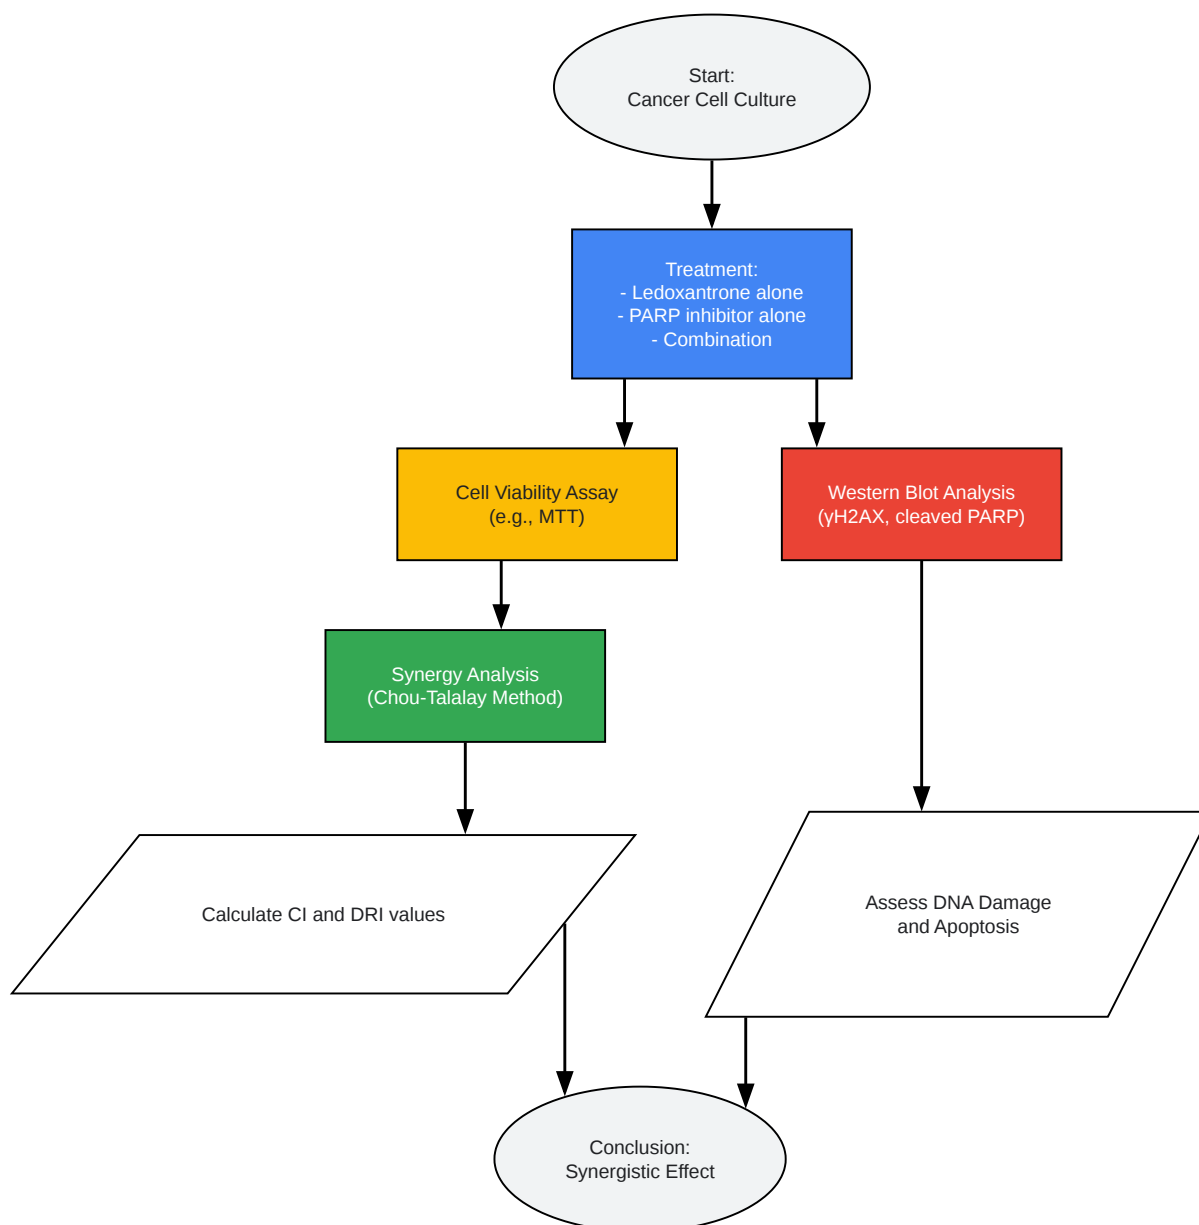 Start:
Cancer Cell Culture
Treatment:
- Ledoxantrone alone
- PARP inhibitor alone
- Combination
Cell Viability Assay
(e.g., MTT)
Western Blot Analysis
(γH2AX, cleaved PARP)
Synergy Analysis
(Chou-Talalay Method)
Calculate CI and DRI values
Assess DNA Damage
and Apoptosis
Conclusion:
Synergistic Effect